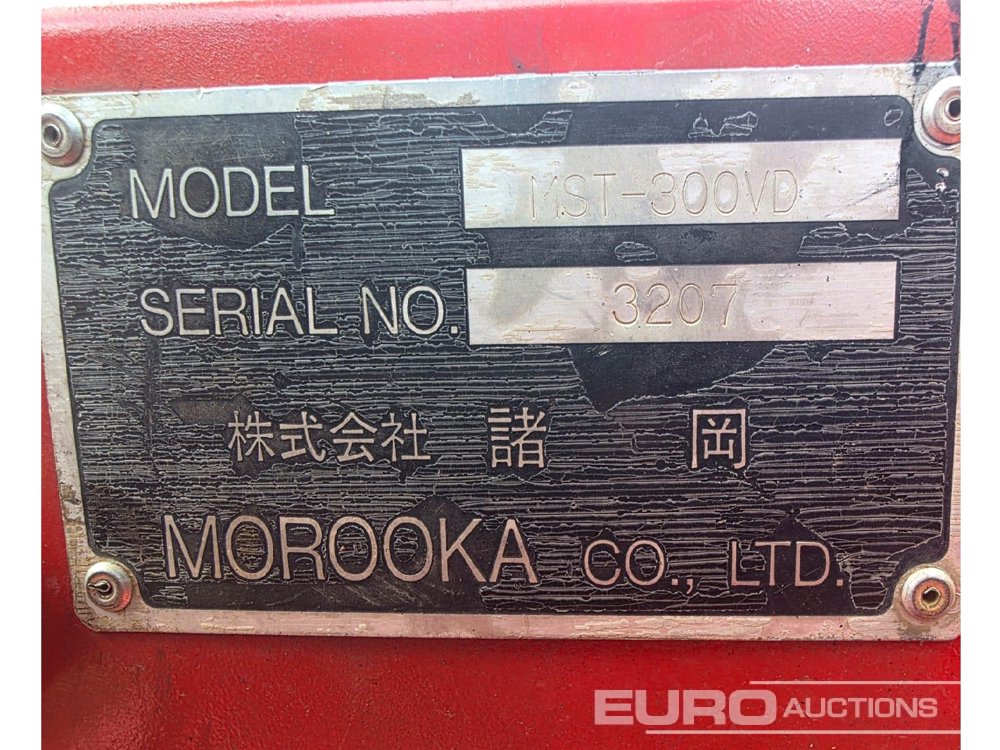 MODEL MST-300VD
SERIAL NO. 3207
株式会社 諸岡
MOROOKA CO., LTD.
EURO AUCTIONS